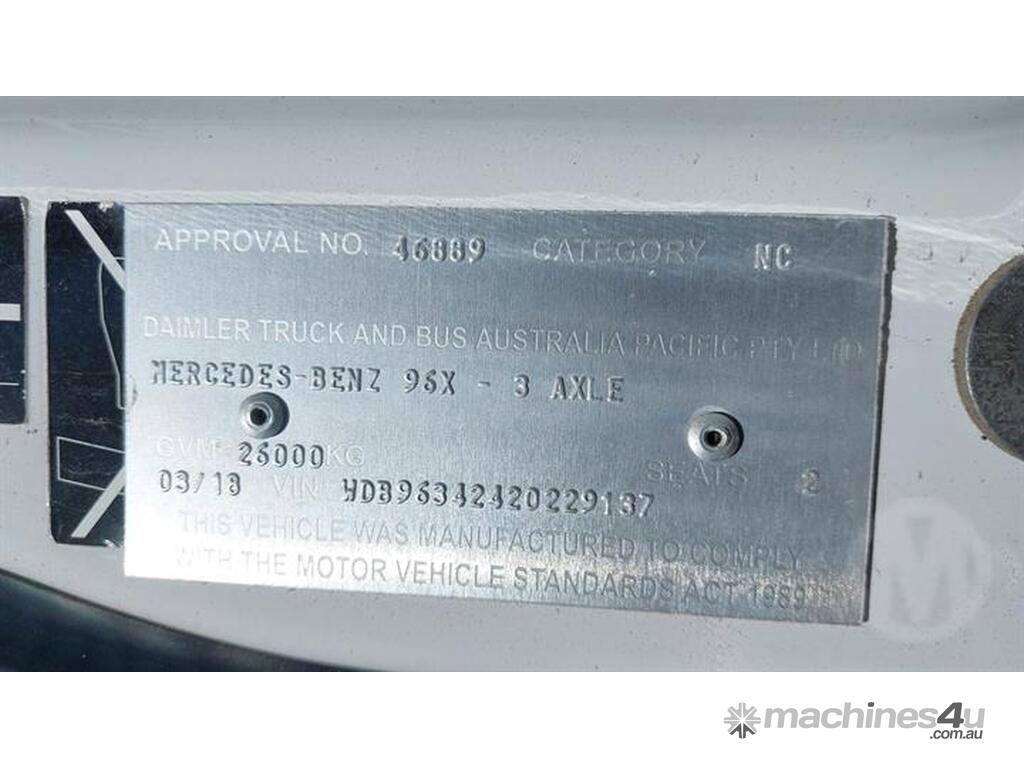 APPROVAL NO. 46889 CATEGORY NC
DAIMLER TRUCK AND BUS AUSTRALIA PACIFIC PTY LTD
MERCEDES-BENZ 96X - 3 AXLE
GVM 26000KG SEATS 2
03/18 VIN WDB96342420229187
THIS VEHICLE WAS MANUFACTURED TO COMPLY
WITH THE MOTOR VEHICLE STANDARDS ACT 1989
M
machines4u
.com.au